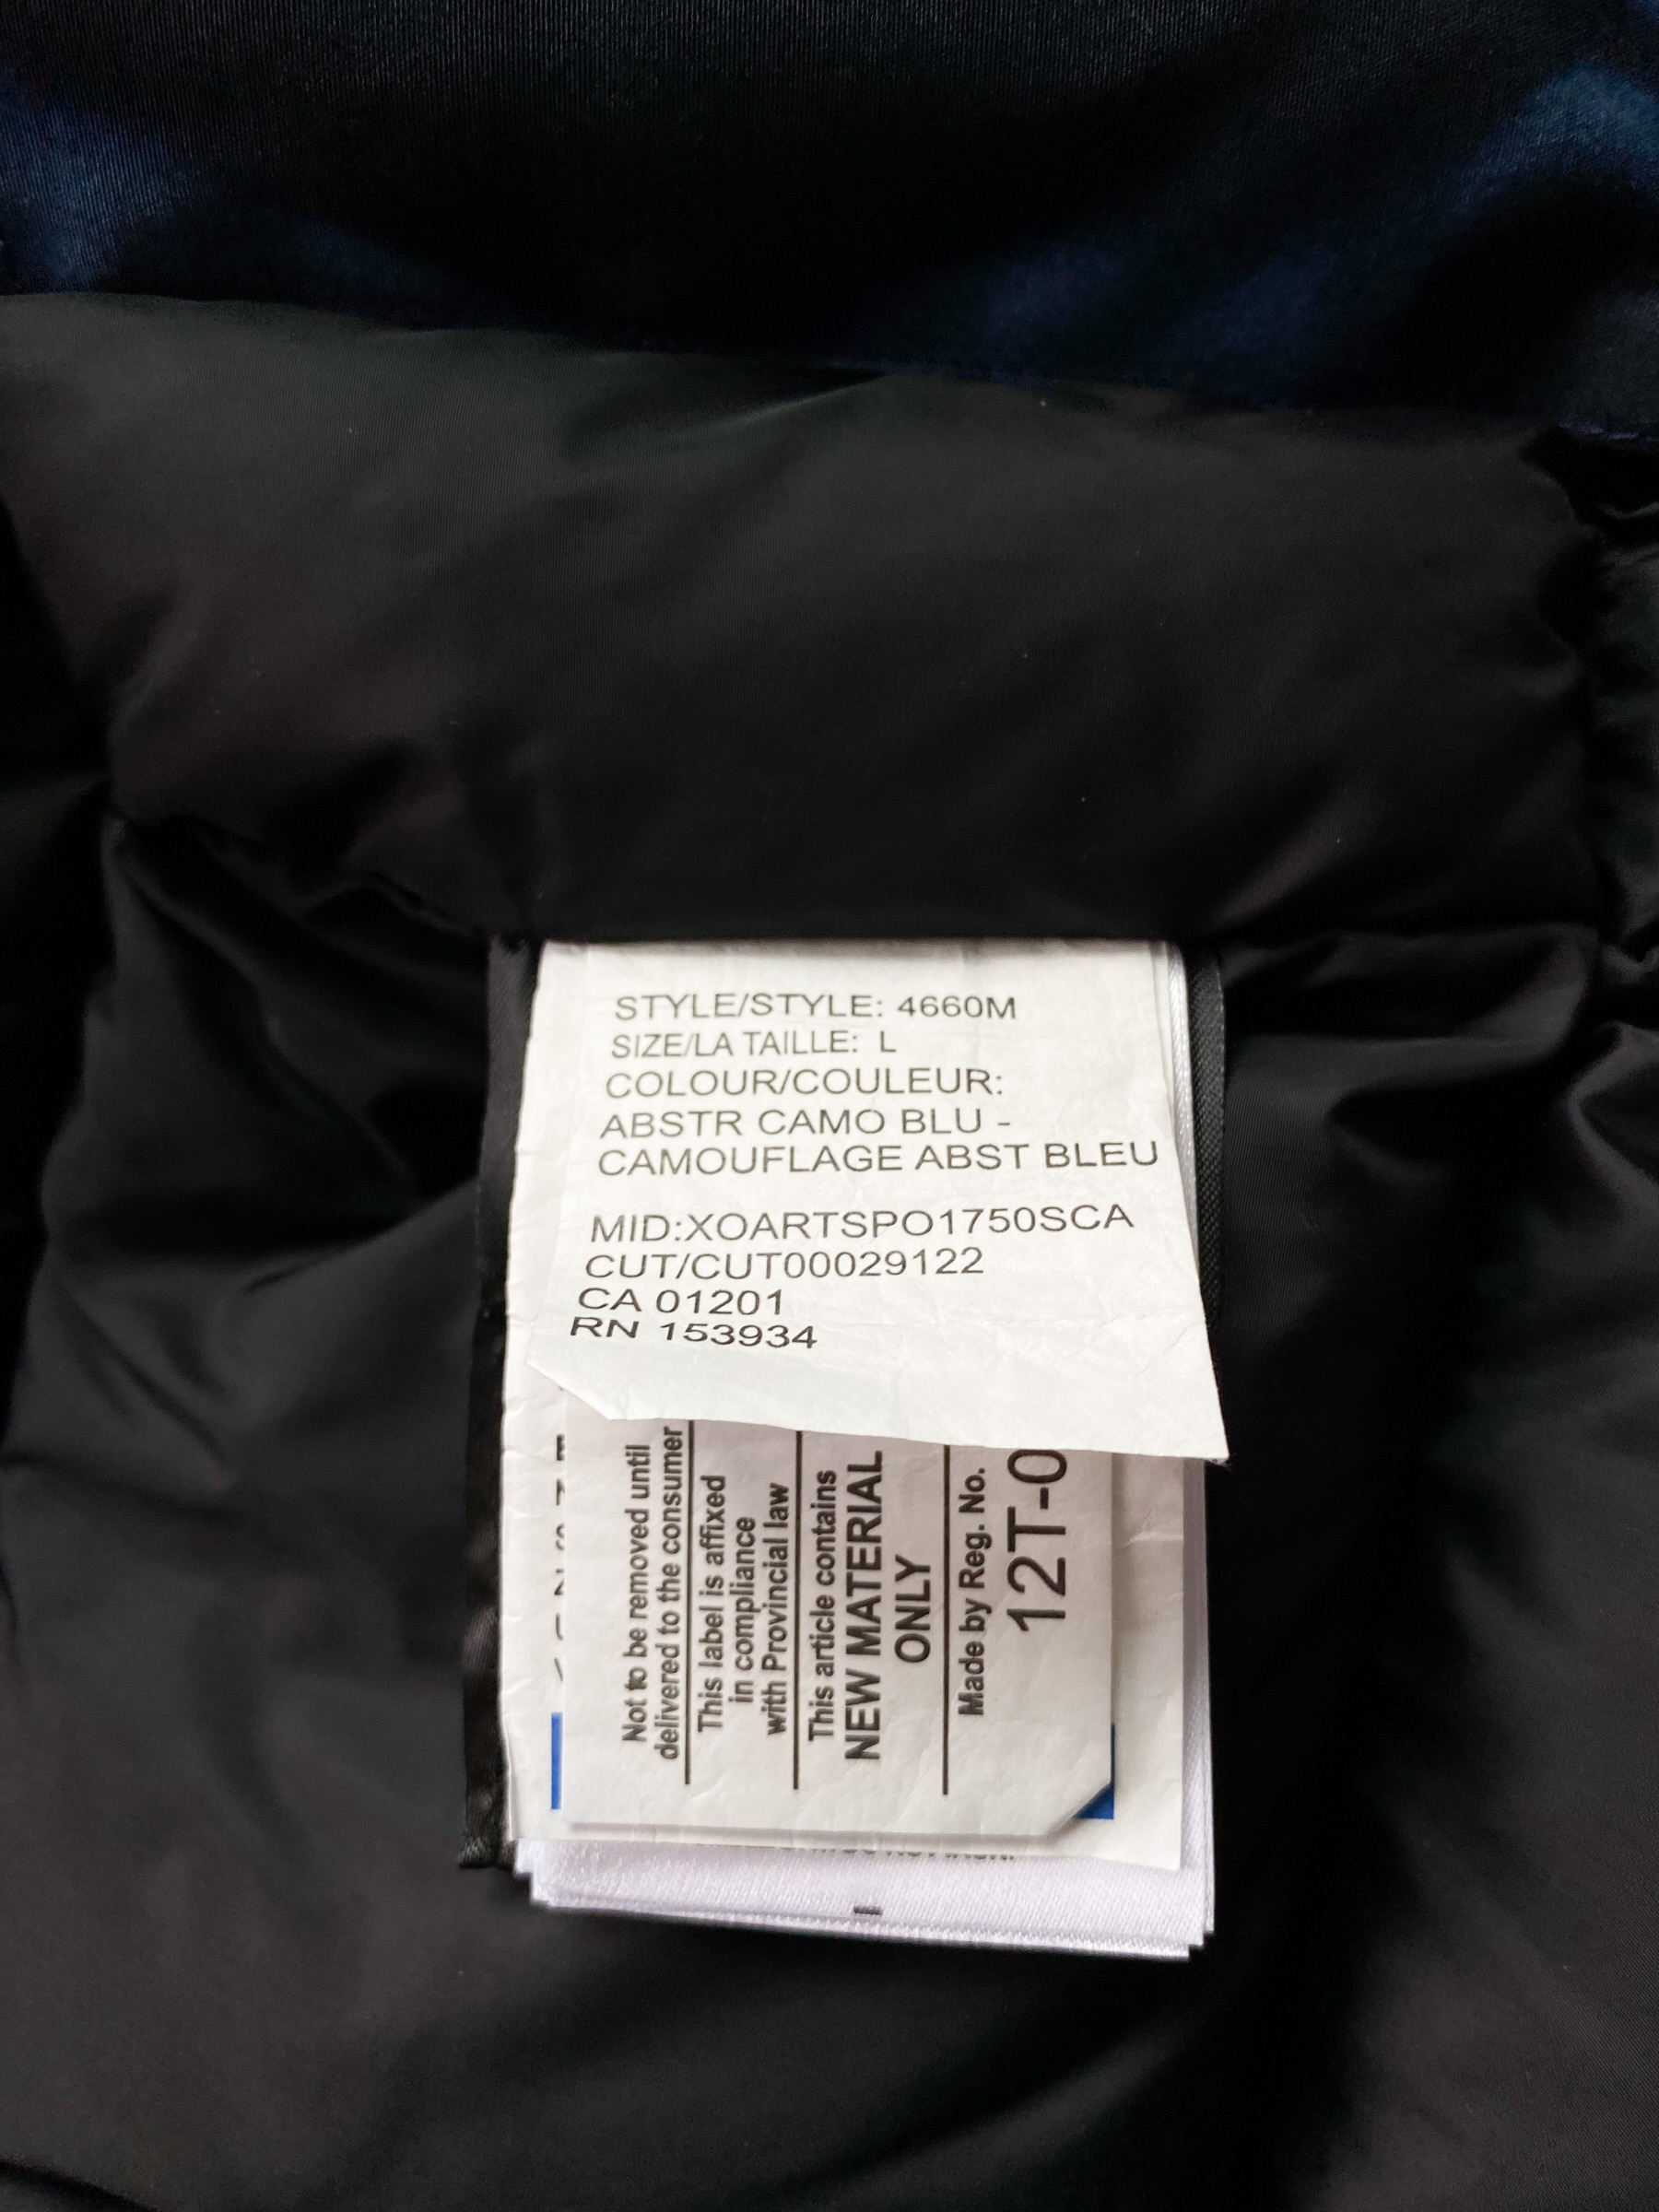 STYLE/STYLE: 4660M
SIZE/LA TAILLE: L
COLOUR/COULEUR:
ABSTR CAMO BLU -
CAMOUFLAGE ABST BLEU
MID:XOARTSPO1750SCA
CUT/CUT00029122
CA 01201
RN 153934
Not to be removed until
delivered to the consumer
This label is affixed
in compliance
with Provincial law
This article contains
NEW MATERIAL
ONLY
Made by Reg. No.
12T-0